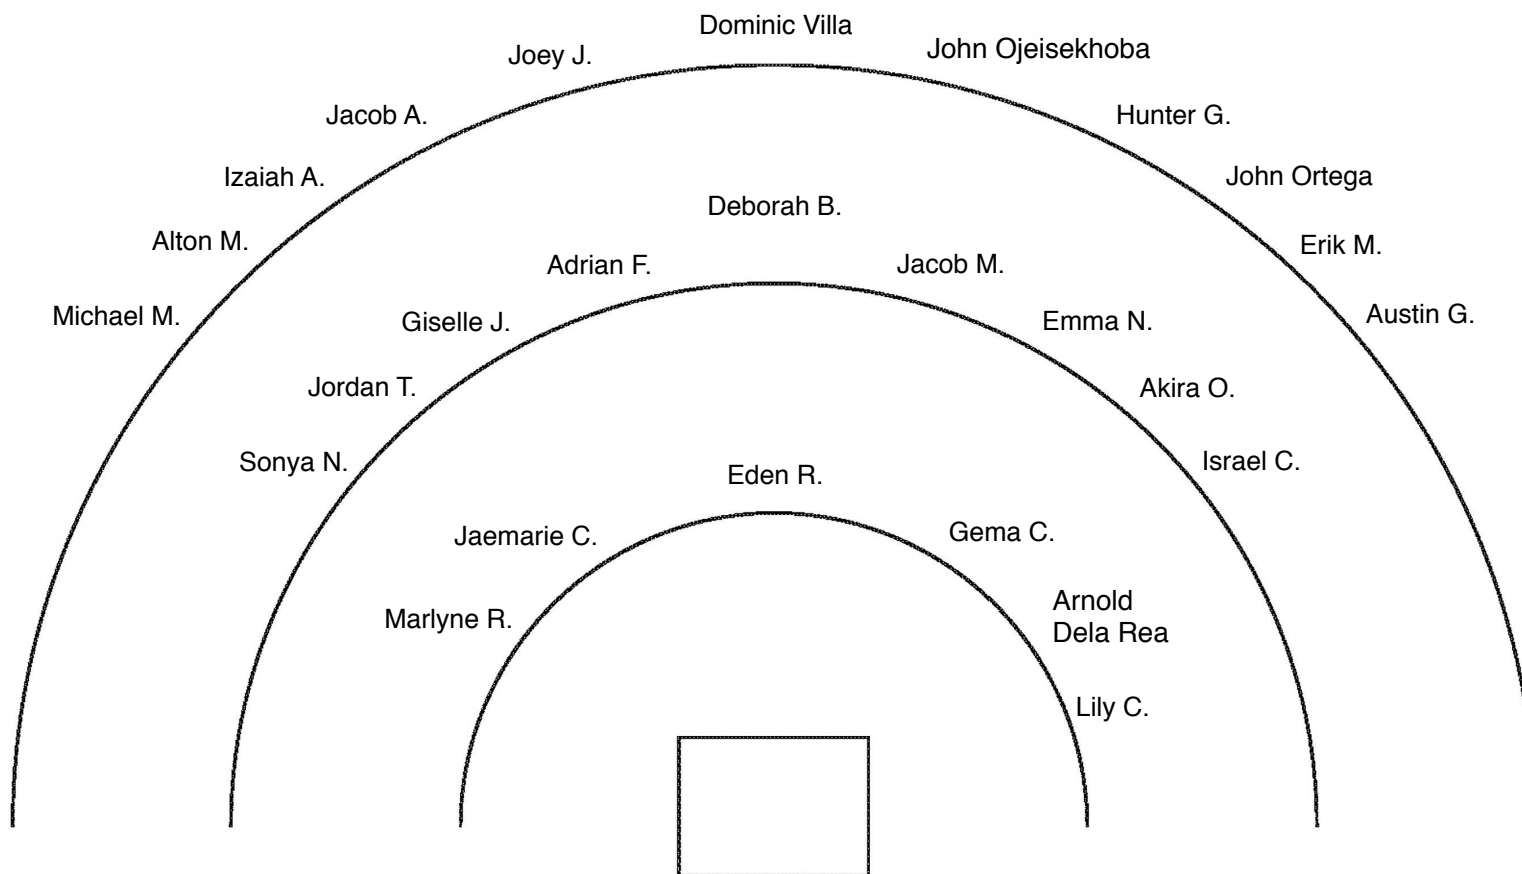 Dominic Villa
John Ojeisekhoba
Joey J.
Jacob A.
Hunter G.
Izaiah A.
John Ortega
Alton M.
Erik M.
Michael M.
Austin G.
Deborah B.
Adrian F.
Jacob M.
Giselle J.
Emma N.
Jordan T.
Akira O.
Sonya N.
Israel C.
Eden R.
Jaemarie C.
Gema C.
Marlyne R.
Arnold
Dela Rea
Lily C.